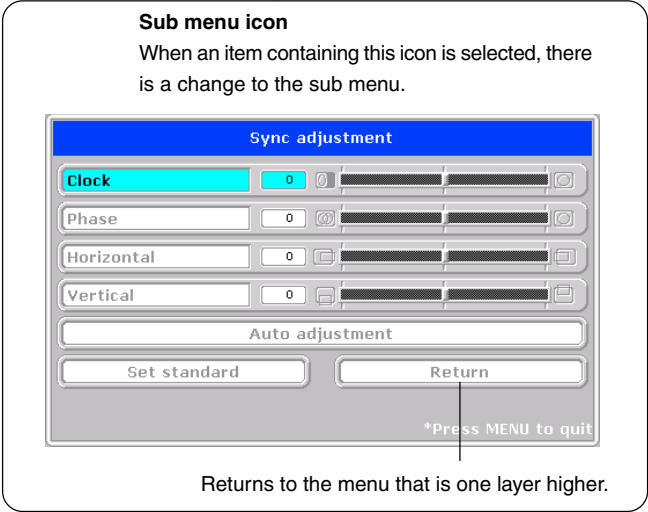 Sub menu icon
When an item containing this icon is selected, there
is a change to the sub menu.
Sync adjustment
Clock 0
Phase 0
Horizontal 0
Vertical 0
Auto adjustment
Set standard Return
*Press MENU to quit
Returns to the menu that is one layer higher.